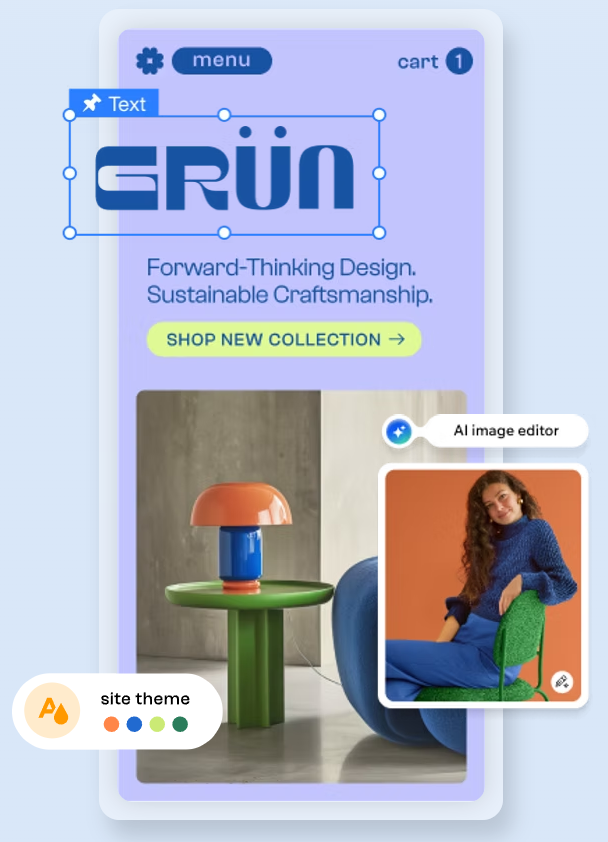 menu
cart 1
Text
GRÜN
Forward-Thinking Design.
Sustainable Craftsmanship.
SHOP NEW COLLECTION →
AI image editor
site theme
A